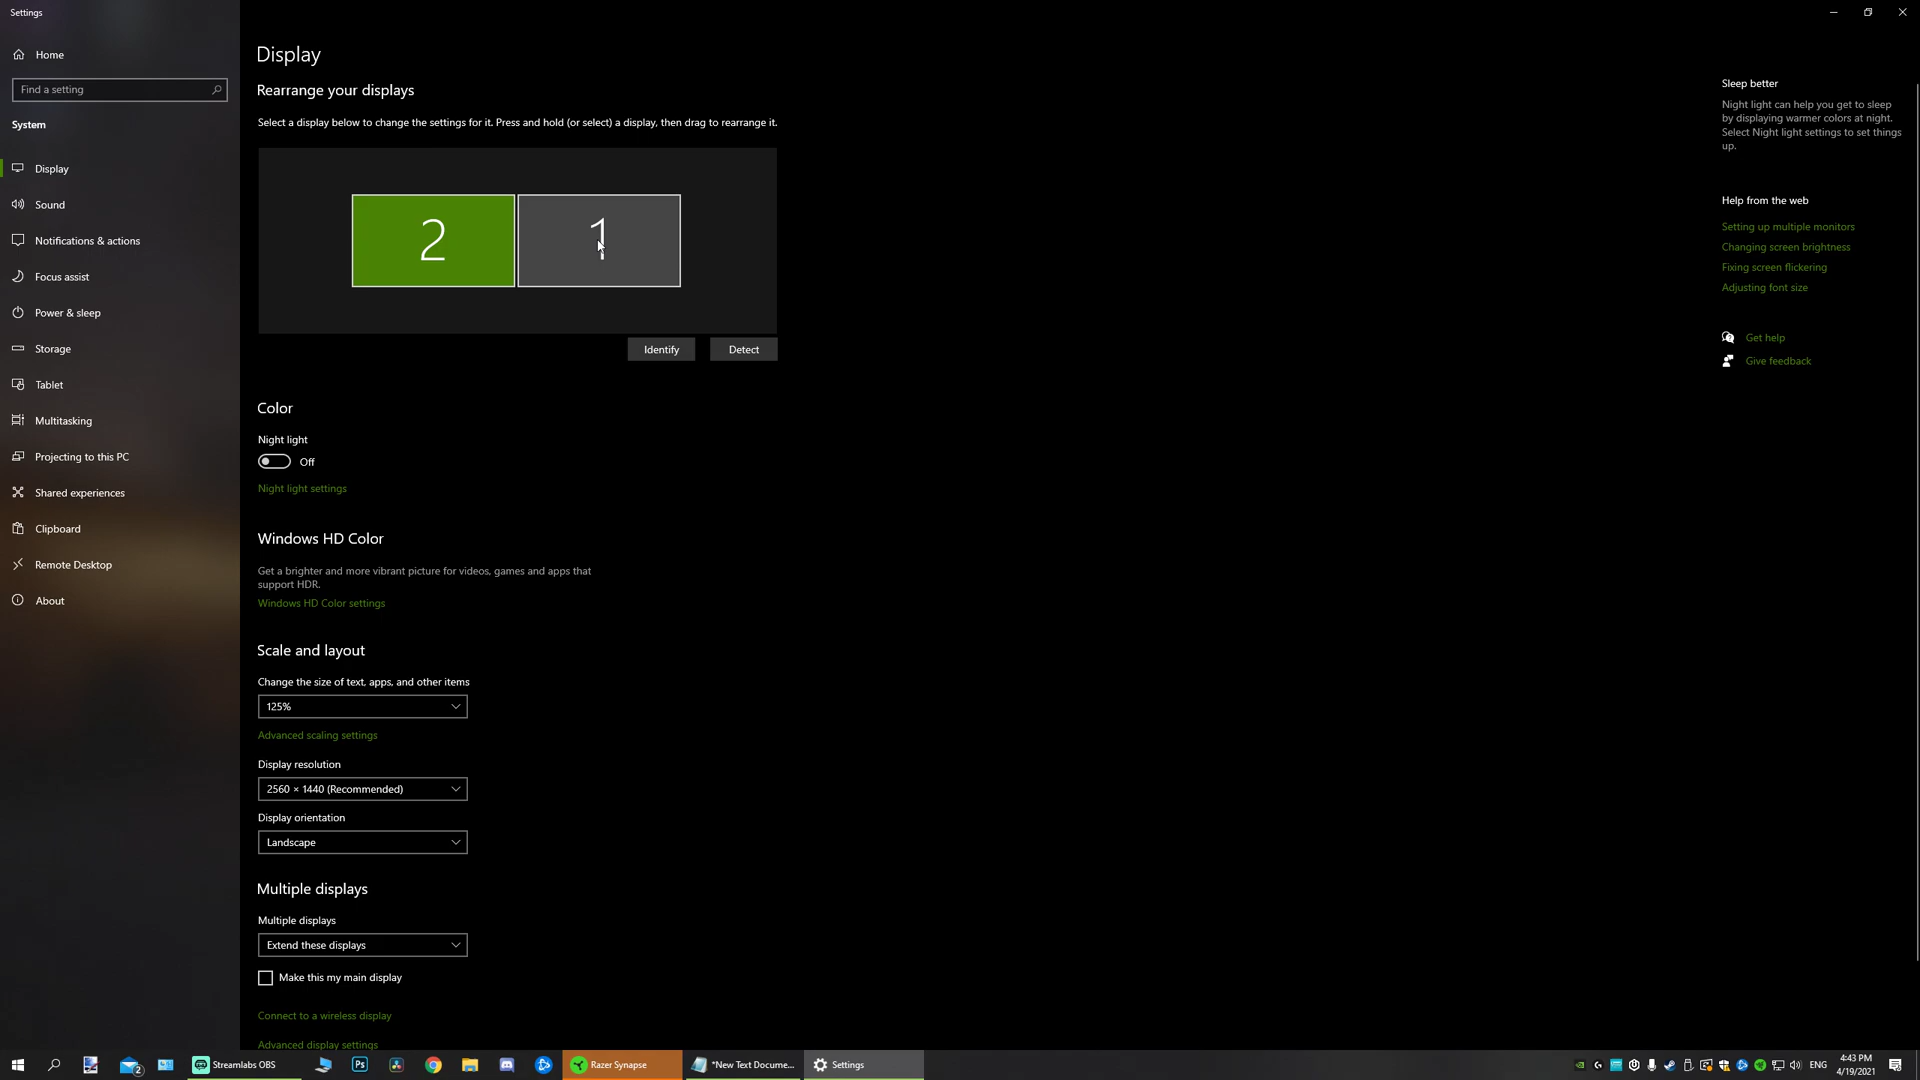 Settings
Home
Find a setting
System
Display
Sound
Notifications & actions
Focus assist
Power & sleep
Storage
Tablet
Multitasking
Projecting to this PC
Shared experiences
Clipboard
Remote Desktop
About
Display
Rearrange your displays
Select a display below to change the settings for it. Press and hold (or select) a display, then drag to rearrange it.
2 1
Identify Detect
Color
Night light
Off
Night light settings
Windows HD Color
Get a brighter and more vibrant picture for videos, games and apps that
support HDR.
Windows HD Color settings
Scale and layout
Change the size of text, apps, and other items
125%
Advanced scaling settings
Display resolution
2560 × 1440 (Recommended)
Display orientation
Landscape
Multiple displays
Multiple displays
Extend these displays
Make this my main display
Connect to a wireless display
Advanced display settings
Sleep better
Night light can help you get to sleep
by displaying warmer colors at night.
Select Night light settings to set things
up.
Help from the web
Setting up multiple monitors
Changing screen brightness
Fixing screen flickering
Adjusting font size
Get help
Give feedback
2 Streamlabs OBS Ps Razer Synapse *New Text Docume... Settings ENG
4:43 PM
4/19/2021